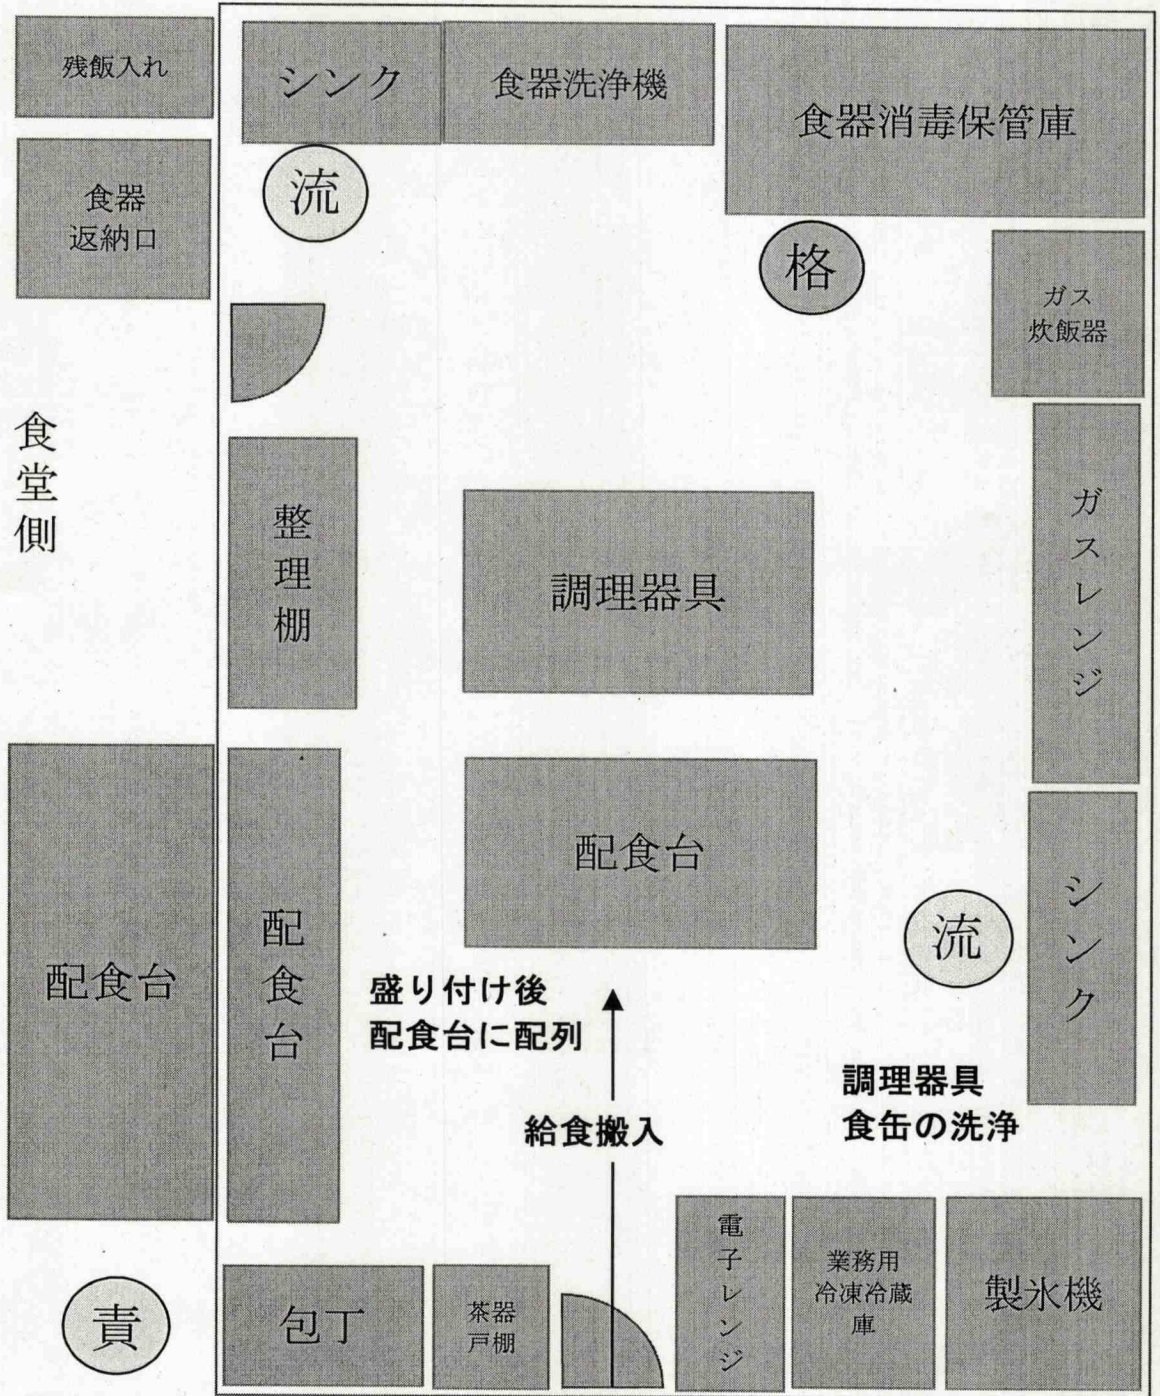 残飯入れ
シンク
食器洗浄機
食器消毒保管庫
食器
返納口
流
格
ガス
炊飯器
食堂側
整理棚
調理器具
ガスレンジ
配食台
配食台
配食台
流
シンク
盛り付け後
配食台に配列
調理器具
食缶の洗浄
給食搬入
責
包丁
茶器
戸棚
電子レンジ
業務用
冷凍冷蔵
庫
製氷機